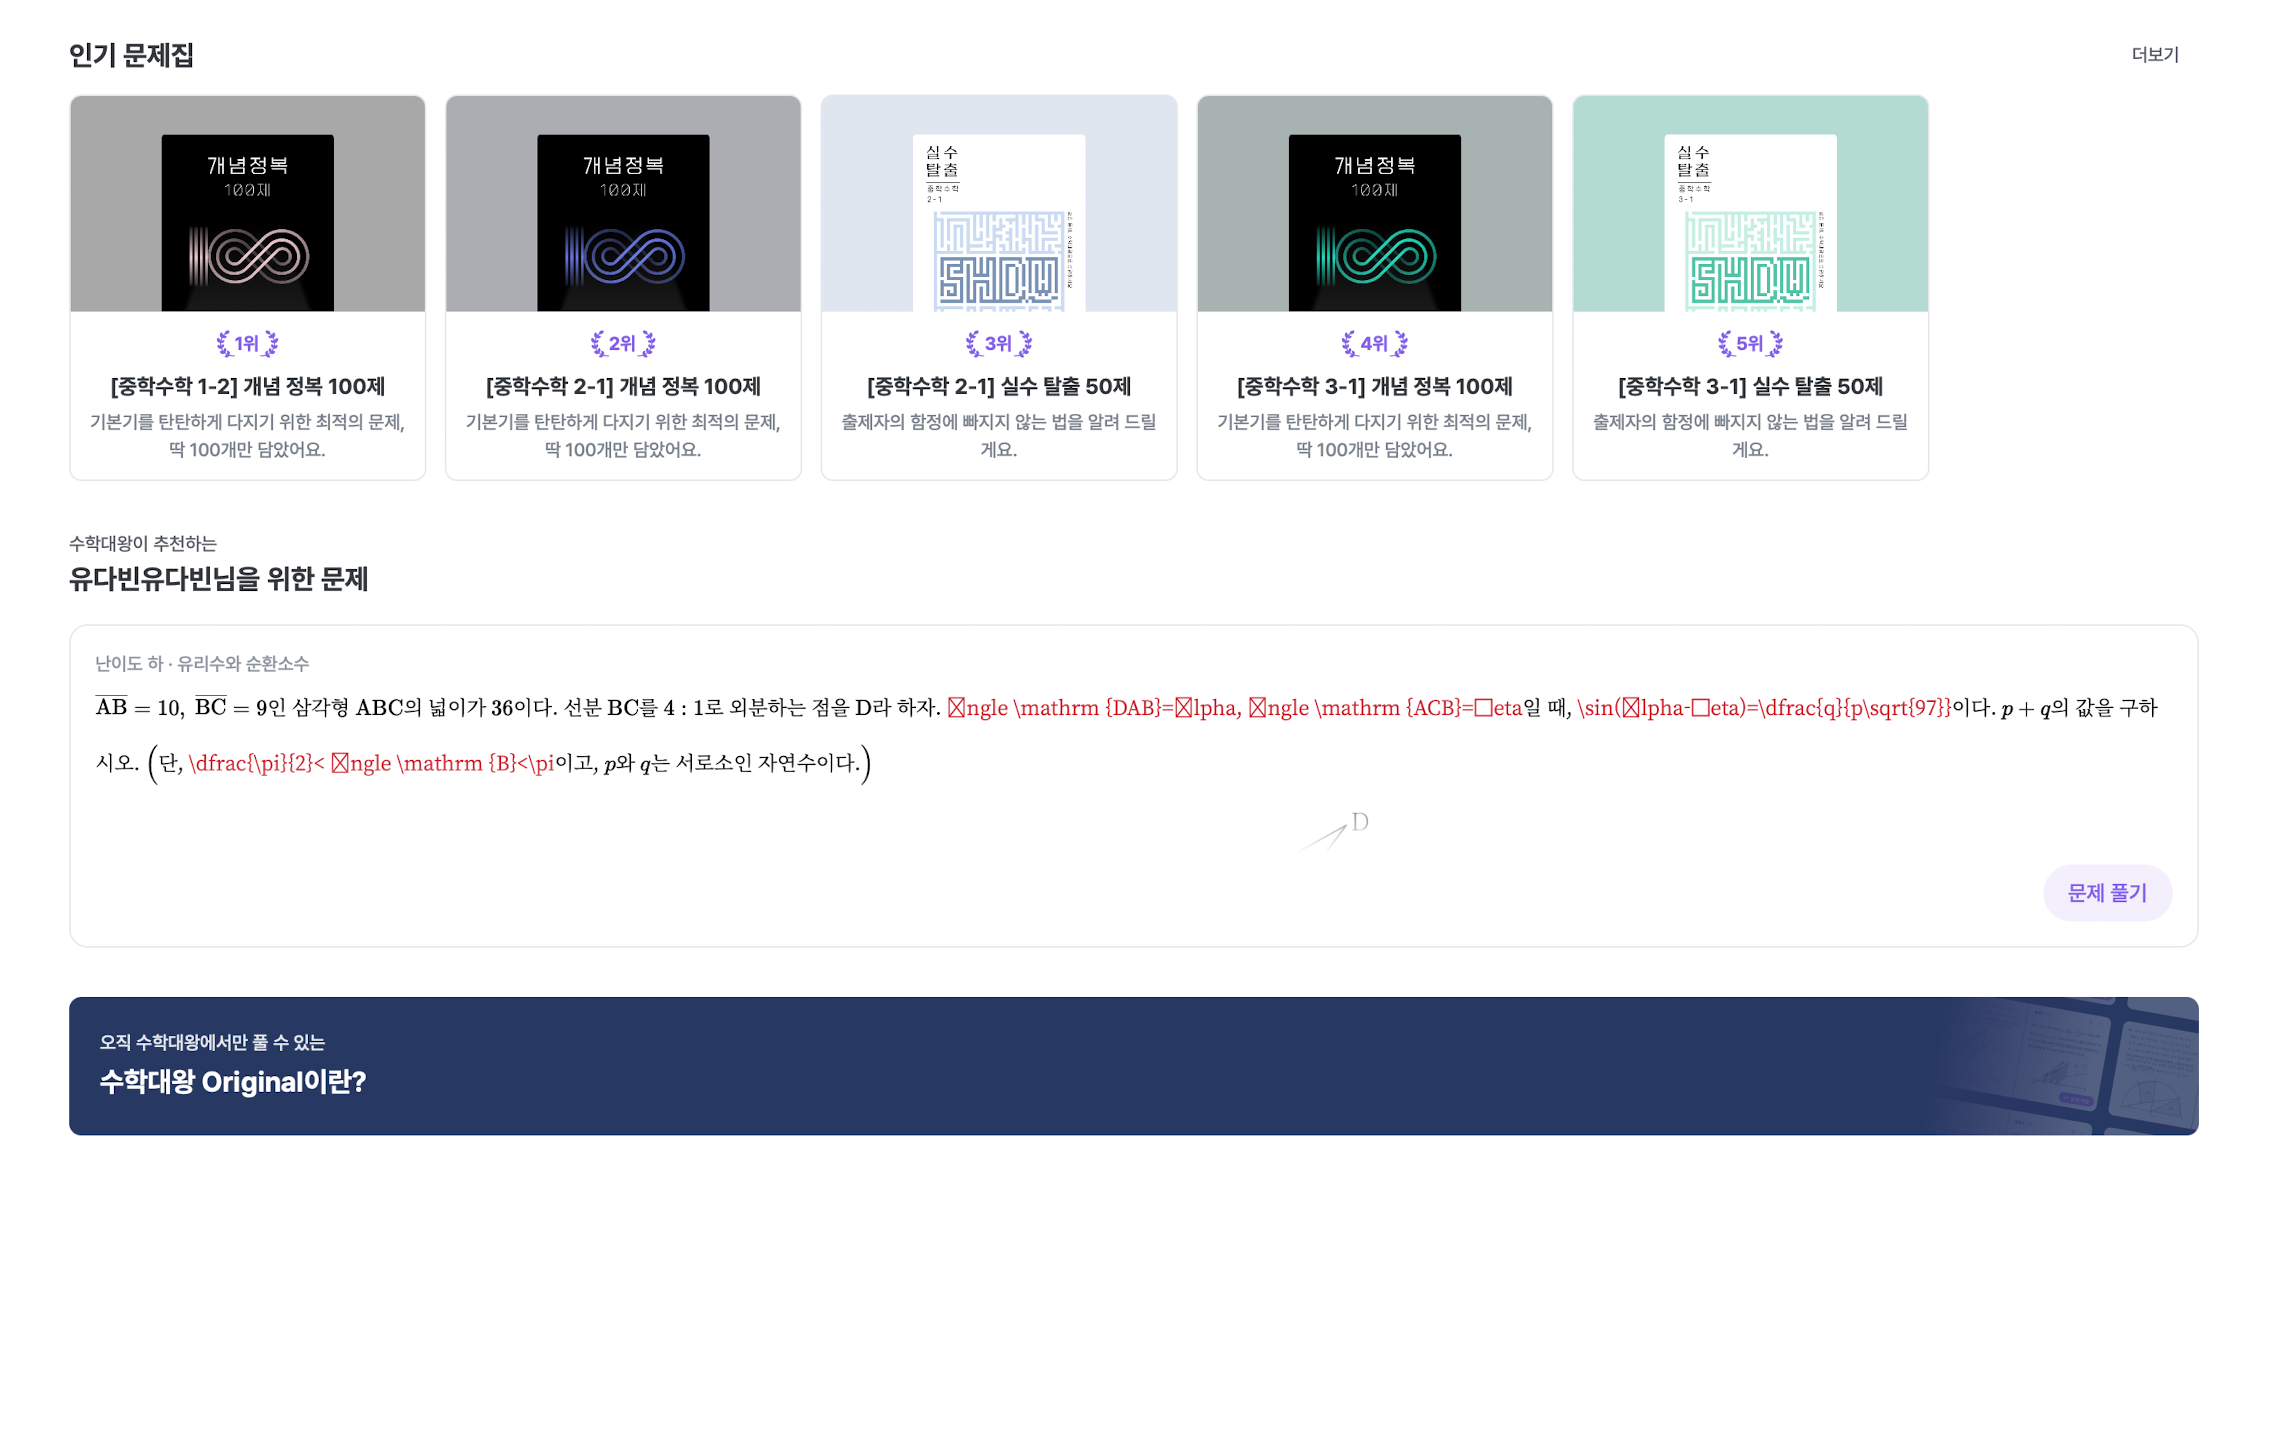 인기 문제집
더보기
개념정복
100제
개념정복
100제
실수
탈출
중학수학
2-1
SHDW
개념정복
100제
실수
탈출
중학수학
3-1
SHDW
1위
2위
3위
4위
5위
[중학수학 1-2] 개념 정복 100제
기본기를 탄탄하게 다지기 위한 최적의 문제,
딱 100개만 담았어요.
[중학수학 2-1] 개념 정복 100제
기본기를 탄탄하게 다지기 위한 최적의 문제,
딱 100개만 담았어요.
[중학수학 2-1] 실수 탈출 50제
출제자의 함정에 빠지지 않는 법을 알려 드릴
게요.
[중학수학 3-1] 개념 정복 100제
기본기를 탄탄하게 다지기 위한 최적의 문제,
딱 100개만 담았어요.
[중학수학 3-1] 실수 탈출 50제
출제자의 함정에 빠지지 않는 법을 알려 드릴
게요.
수학대왕이 추천하는
유다빈유다빈님을 위한 문제
난이도 하 · 유리수와 순환소수
AB = 10, BC = 9인 삼각형 ABC의 넓이가 36이다. 선분 BC를 4 : 1로 외분하는 점을 D라 하자. ☒ngle \mathrm {DAB}=☒lpha, ☒ngle \mathrm {ACB}=□eta일 때, \sin(☒lpha-□eta)=\dfrac{q}{p\sqrt{97}}이다. p + q의 값을 구하
시오. (단, \dfrac{\pi}{2}< ☒ngle \mathrm {B}<\pi이고, p와 q는 서로소인 자연수이다.)
D
문제 풀기
오직 수학대왕에서만 풀 수 있는
수학대왕 Original이란?